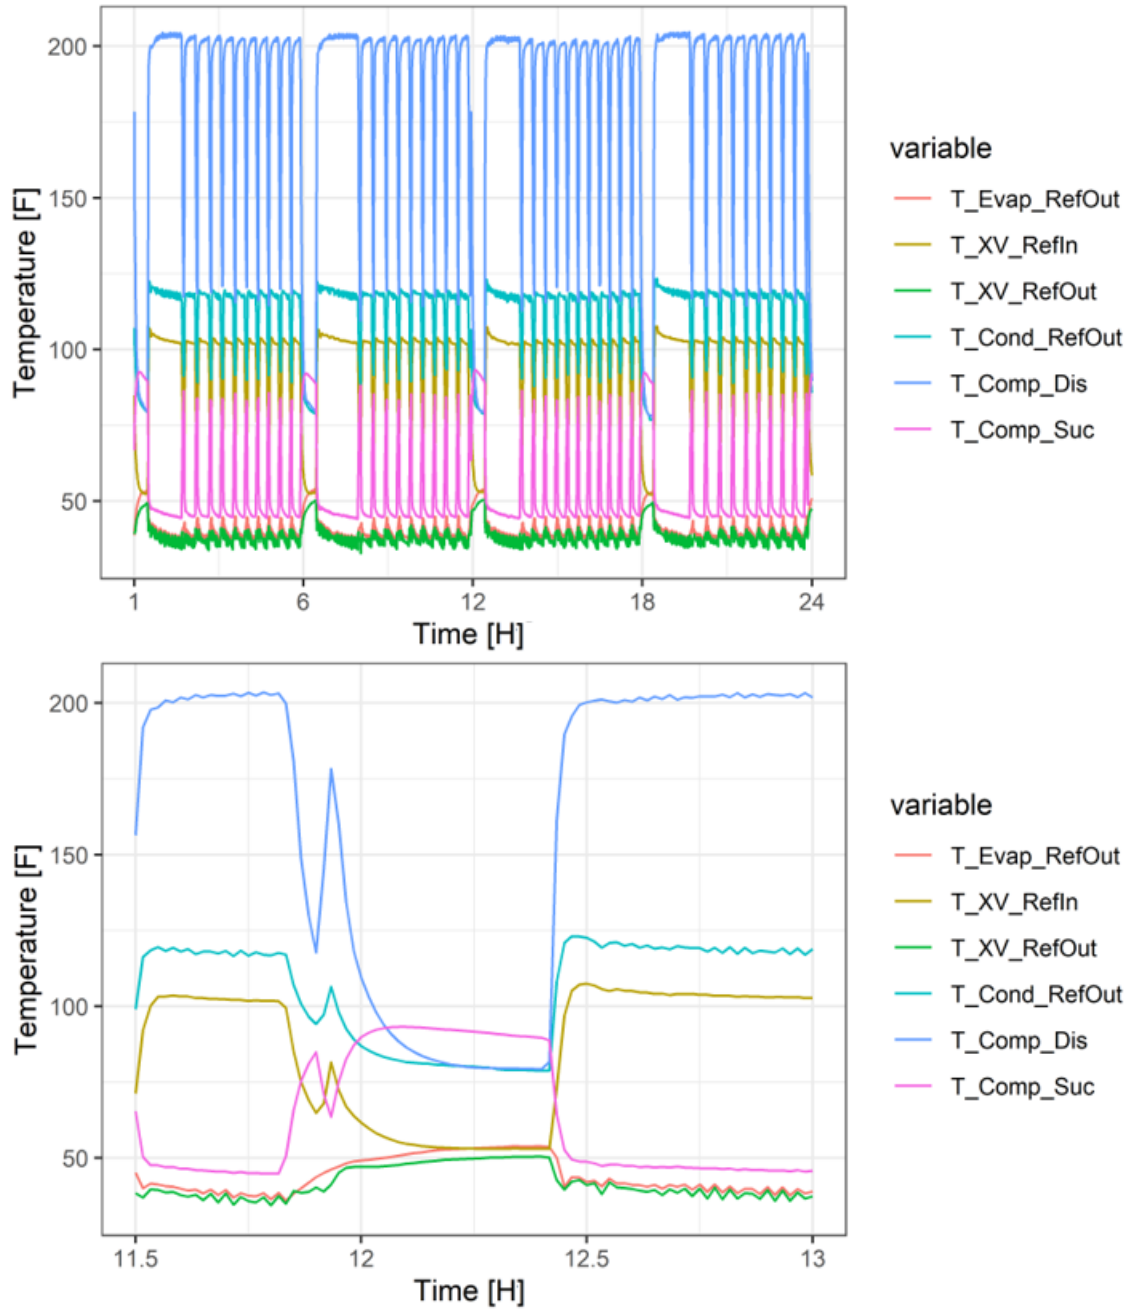 200
150
100
50
Temperature [F]
1
6
12
18
24
Time [H]
variable
T_Evap_RefOut
T_XV_RefIn
T_XV_RefOut
T_Cond_RefOut
T_Comp_Dis
T_Comp_Suc
200
150
100
50
Temperature [F]
11.5
12
12.5
13
Time [H]
variable
T_Evap_RefOut
T_XV_RefIn
T_XV_RefOut
T_Cond_RefOut
T_Comp_Dis
T_Comp_Suc